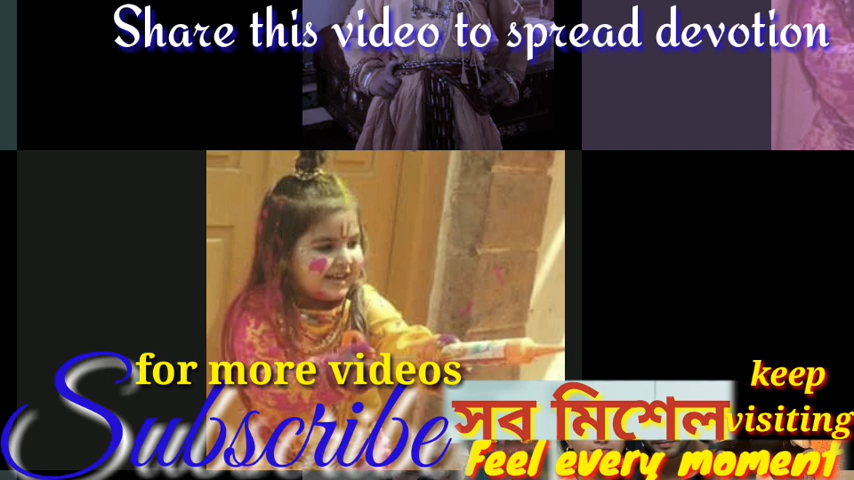 Share this video to spread devotion
for more videos
Subscribe
সব মিশেল
keep
visiting
Feel every moment